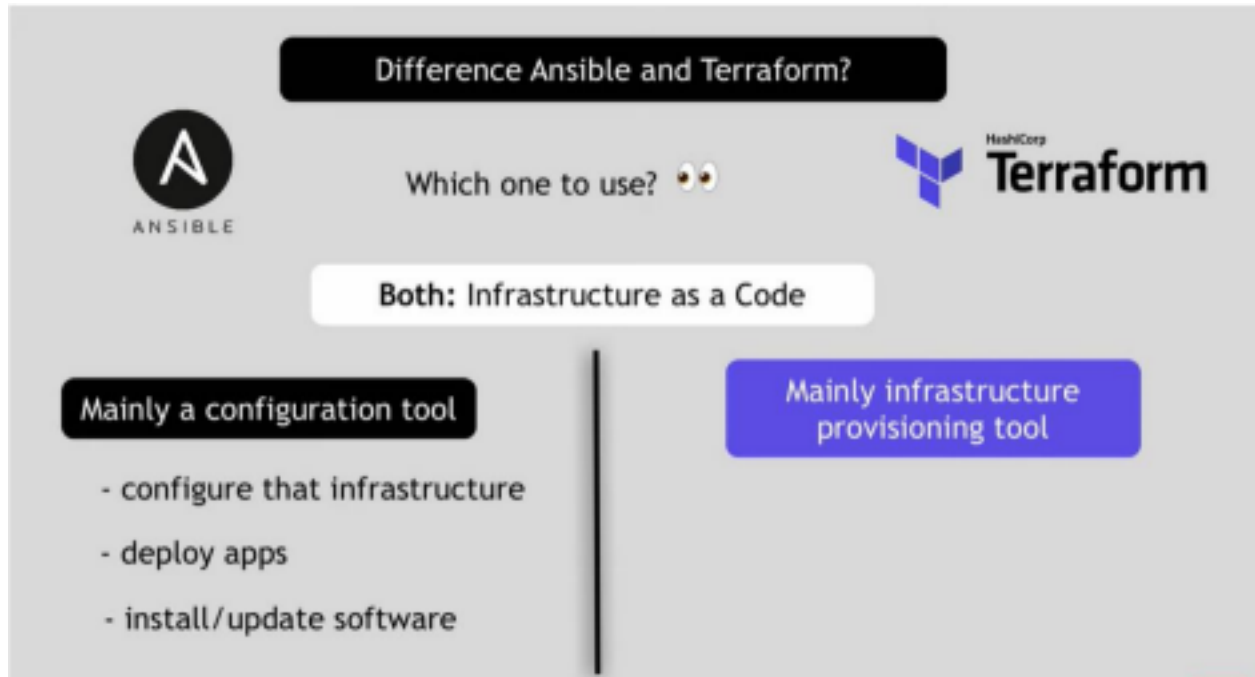 Difference Ansible and Terraform?
ANSIBLE
Which one to use? 👀
HashiCorp
Terraform
Both: Infrastructure as a Code
Mainly a configuration tool
- configure that infrastructure
- deploy apps
- install/update software
Mainly infrastructure
provisioning tool